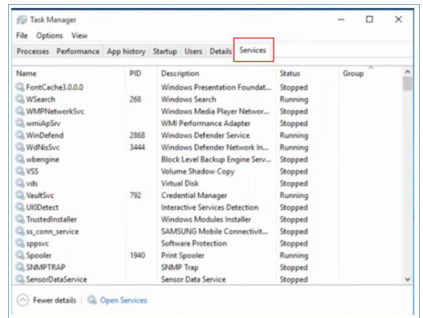 Task Manager
File Options View
Processes Performance App history Startup Users Details Services
Name PID Description Status Group
FontCache3.0.0.0 Windows Presentation Foundat... Stopped
WSearch 268 Windows Search Running
WMPNetworkSvc Windows Media Player Networ... Stopped
wmiApSrv WMI Performance Adapter Stopped
WinDefend 2868 Windows Defender Service Running
WdNisSvc 3444 Windows Defender Network In... Running
wbengine Block Level Backup Engine Serv... Stopped
VSS Volume Shadow Copy Stopped
vds Virtual Disk Stopped
VaultSvc 792 Credential Manager Running
UI0Detect Interactive Services Detection Stopped
TrustedInstaller Windows Modules Installer Stopped
ss_conn_service SAMSUNG Mobile Connectivit... Stopped
sppsvc Software Protection Stopped
Spooler 1940 Print Spooler Running
SNMPTRAP SNMP Trap Stopped
SensorDataService Sensor Data Service Stopped
Fewer details Open Services